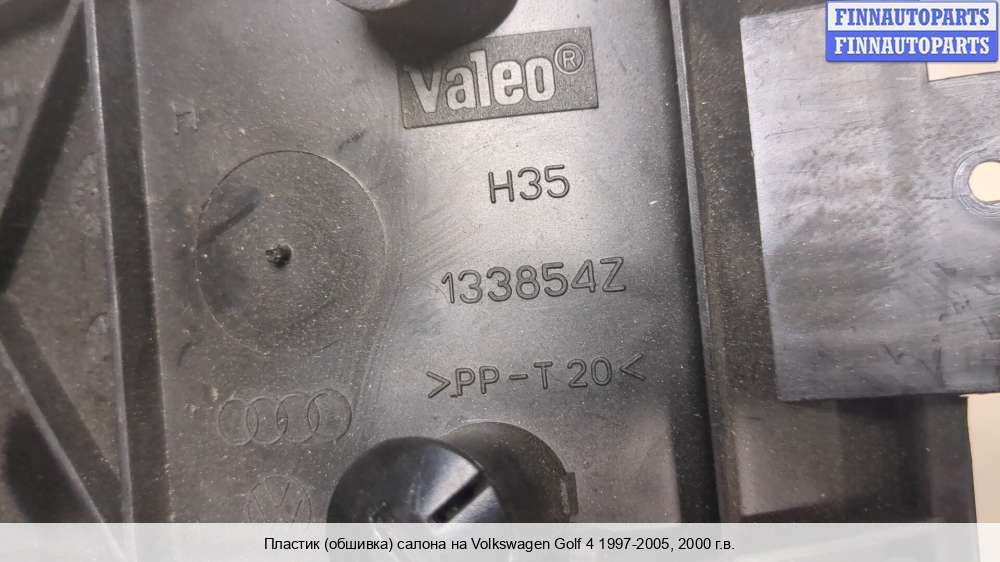 FINNAUTOPARTS
FINNAUTOPARTS
Valeo®
H35
133854Z
>PP-T 20<
Пластик (обшивка) салона на Volkswagen Golf 4 1997-2005, 2000 г.в.